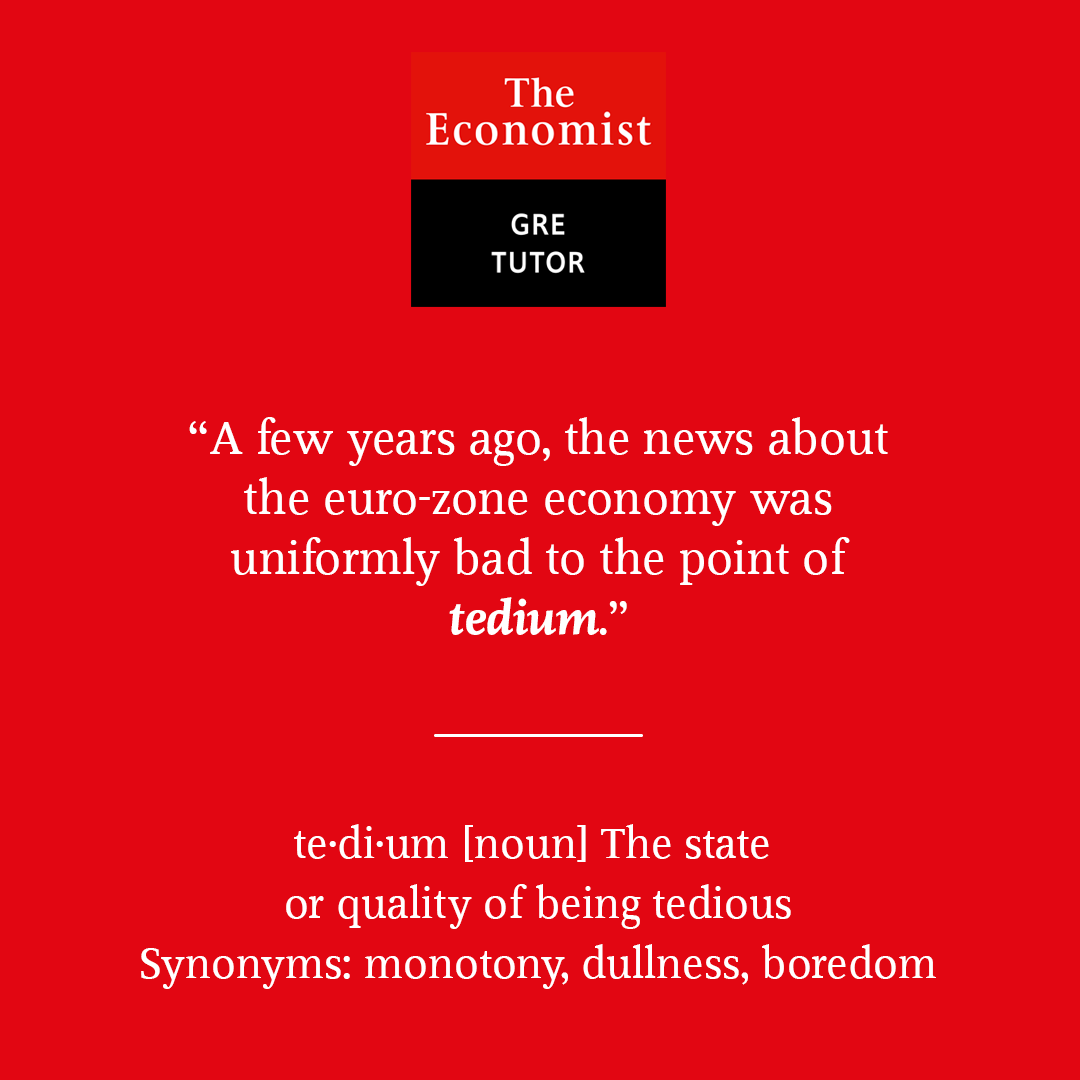 The
Economist
GRE
TUTOR
“A few years ago, the news about
the euro-zone economy was
uniformly bad to the point of
tedium.”
te·di·um [noun] The state
or quality of being tedious
Synonyms: monotony, dullness, boredom